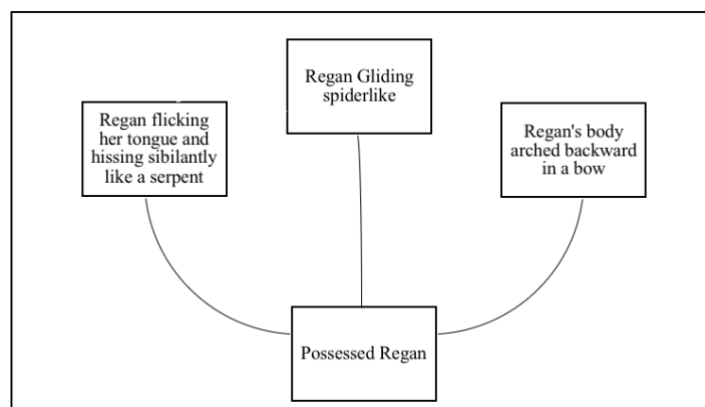 Regan Gliding
spiderlike
Regan flicking
her tongue and
hissing sibilantly
like a serpent
Regan's body
arched backward
in a bow
Possessed Regan